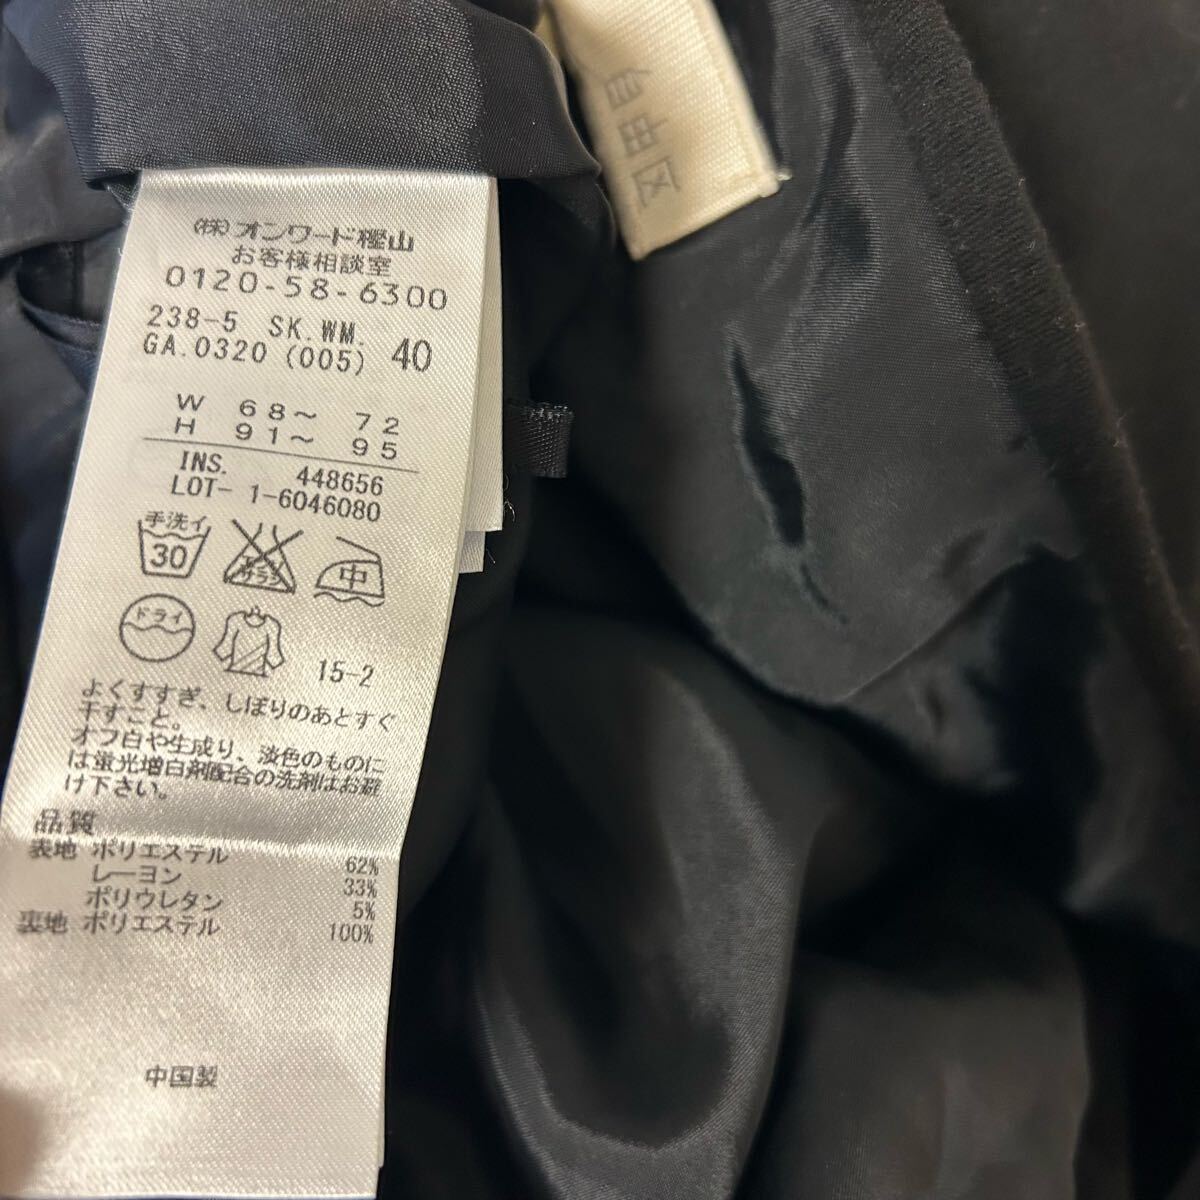 自由区
㈱オンワード樫山
お客様相談室
0120-58-6300
238-5 SK.WM.
GA.0320 (005) 40
W 68～ 72
H 91～ 95
INS. 448656
LOT- 1-6046080
手洗イ
30
エンソ
サラシ
中
ドライ
15-2
よくすすぎ、しぼりのあとすぐ
干すこと。
オフ白や生成り、淡色のものに
は蛍光増白剤配合の洗剤はお避
け下さい。
品質
表地 ポリエステル 62%
レーヨン 33%
ポリウレタン 5%
裏地 ポリエステル 100%
中国製